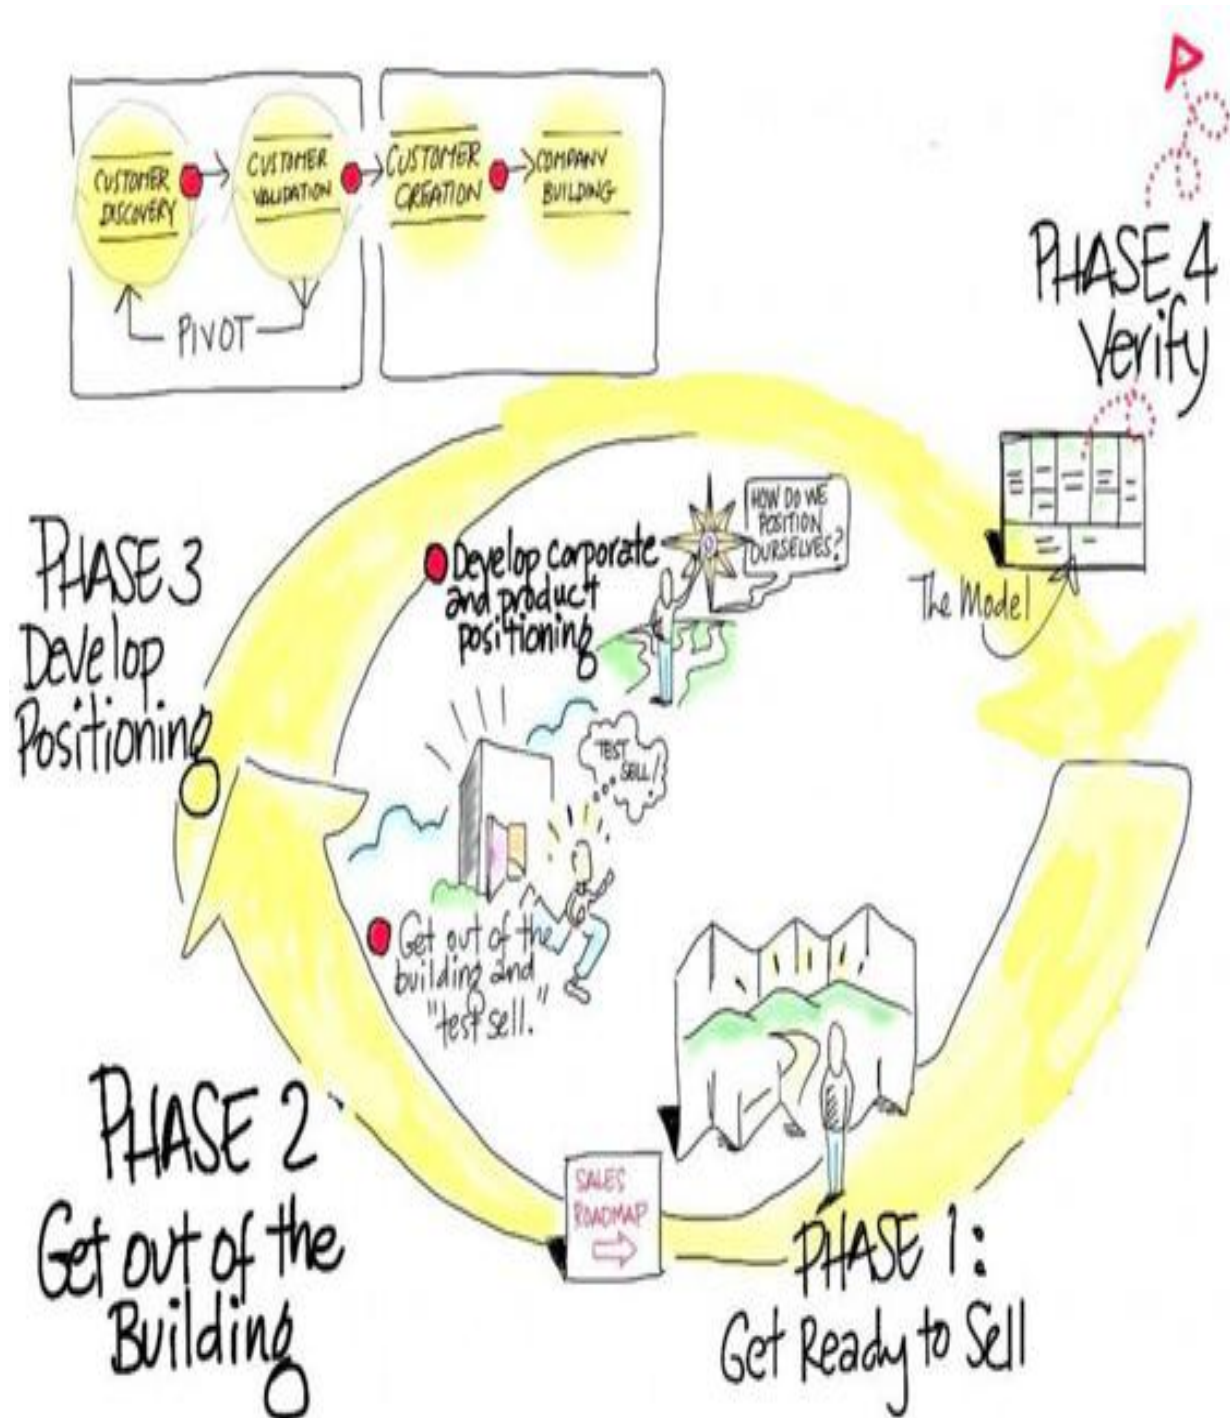 CUSTOMER
DISCOVERY
CUSTOMER
VALIDATION
CUSTOMER
CREATION
COMPANY
BUILDING
PIVOT
PHASE 4
Verify
The Model
HOW DO WE
POSITION
OURSELVES?
Develop corporate
and product
positioning
PHASE 3
Develop
Positioning
TEST
SELL!
Get out of the
building and
"test sell."
PHASE 2
Get out of the
Building
SALES
ROADMAP
PHASE 1:
Get Ready to Sell